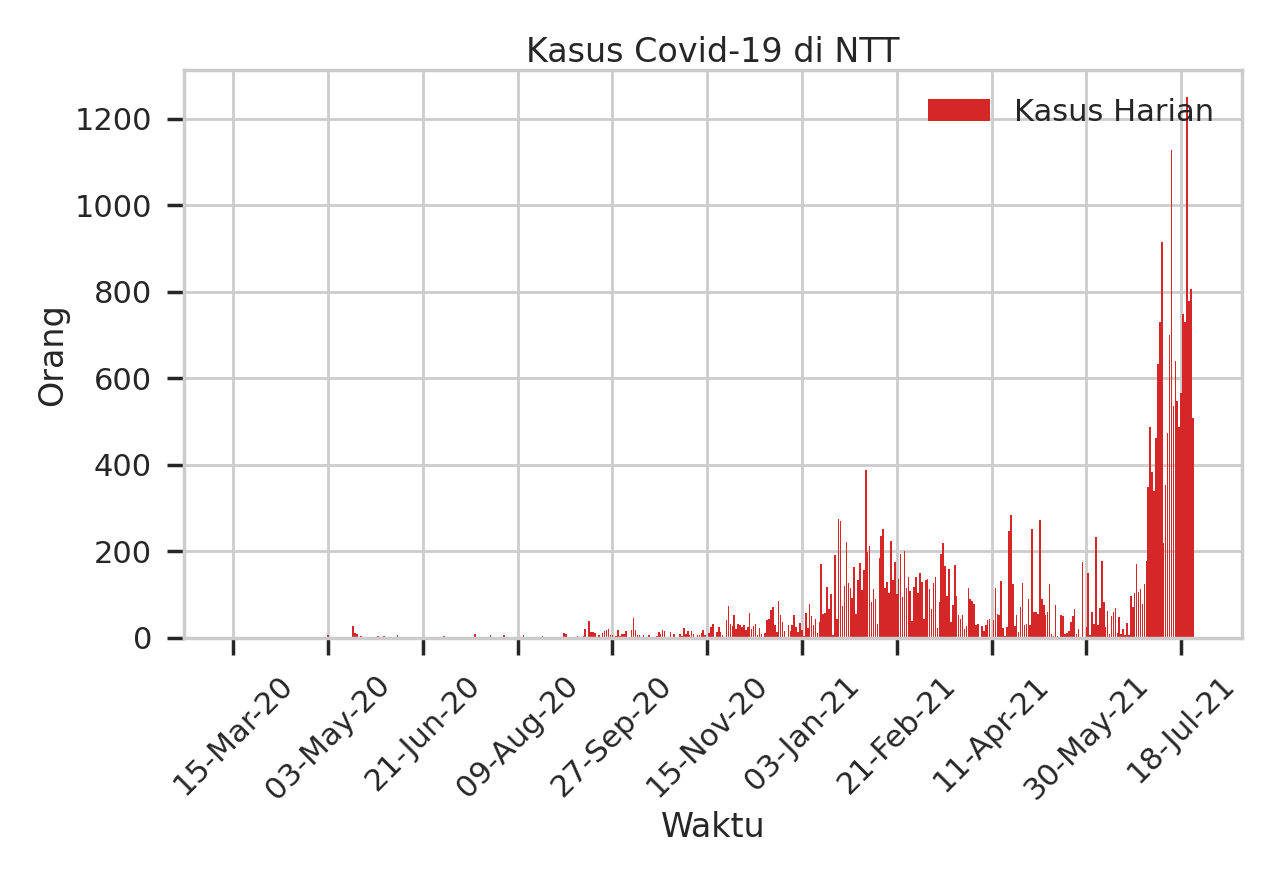 Kasus Covid-19 di NTT
Kasus Harian
1200
1000
800
600
400
200
0
Orang
15-Mar-20
03-May-20
21-Jun-20
09-Aug-20
27-Sep-20
15-Nov-20
03-Jan-21
21-Feb-21
11-Apr-21
30-May-21
18-Jul-21
Waktu